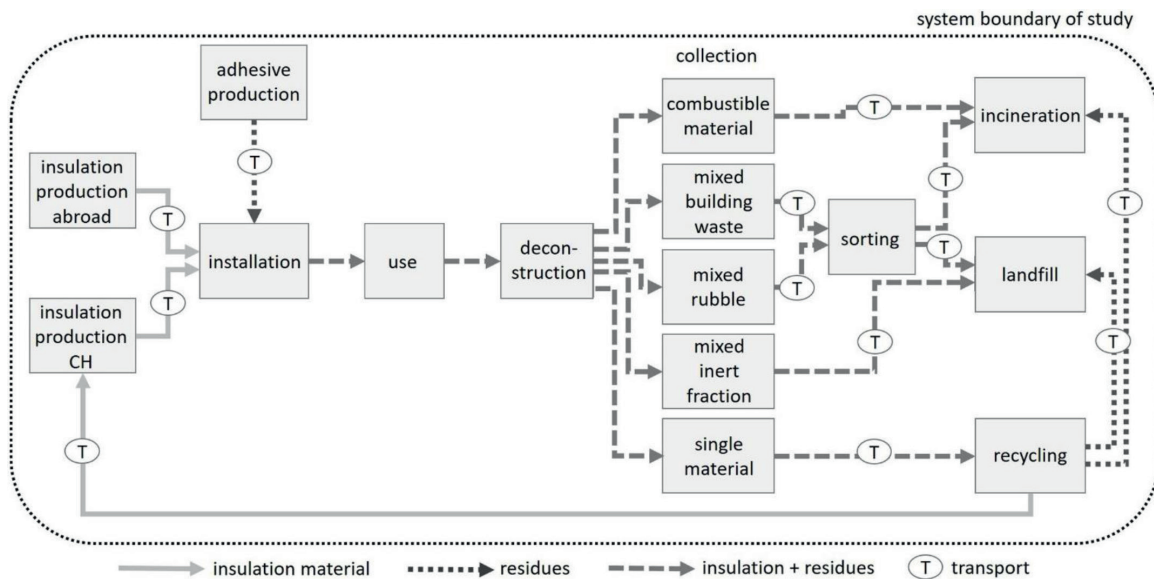 system boundary of study
adhesive
production
collection
combustible
material
T
incineration
T
insulation
production
abroad
T
mixed
building
waste
T
T
T
installation
use
decon-
struction
sorting
T
landfill
mixed
rubble
T
T
insulation
production
CH
mixed
inert
fraction
T
T
T
single
material
T
recycling
insulation material
residues
insulation + residues
T transport